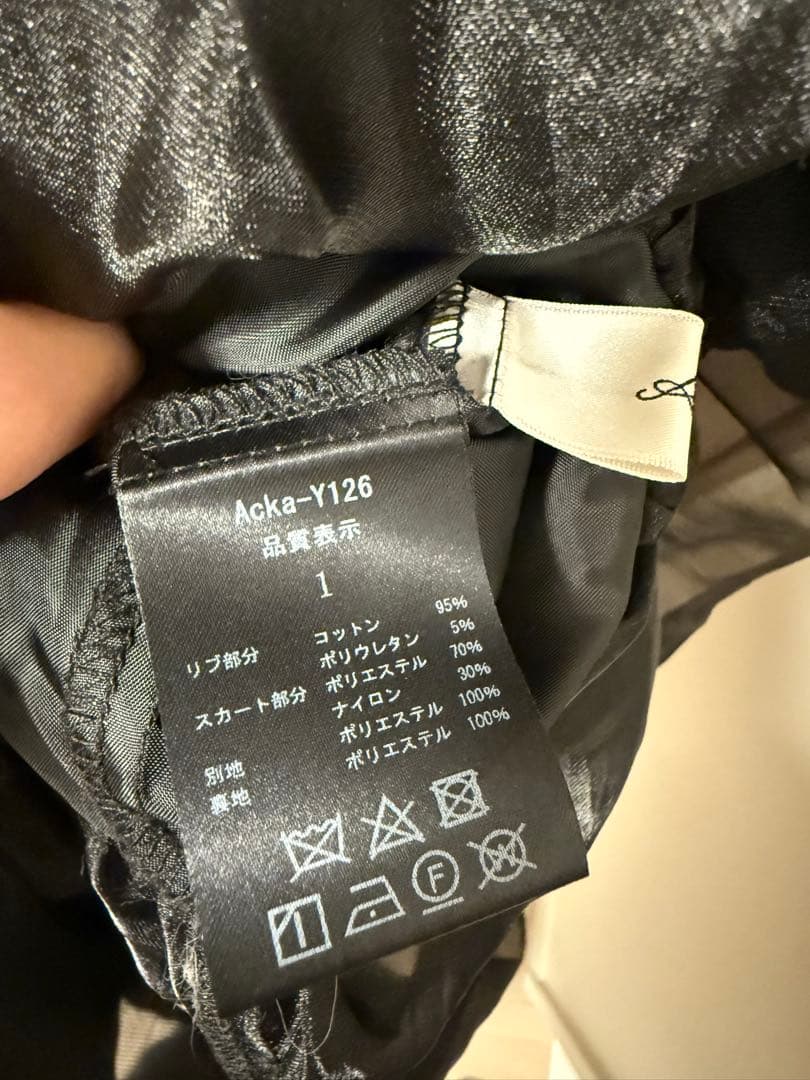 Acka-Y126
品質表示
1
リブ部分 コットン 95%
ポリウレタン 5%
スカート部分 ポリエステル 70%
ナイロン 30%
別地 ポリエステル 100%
裏地 ポリエステル 100%
F
W